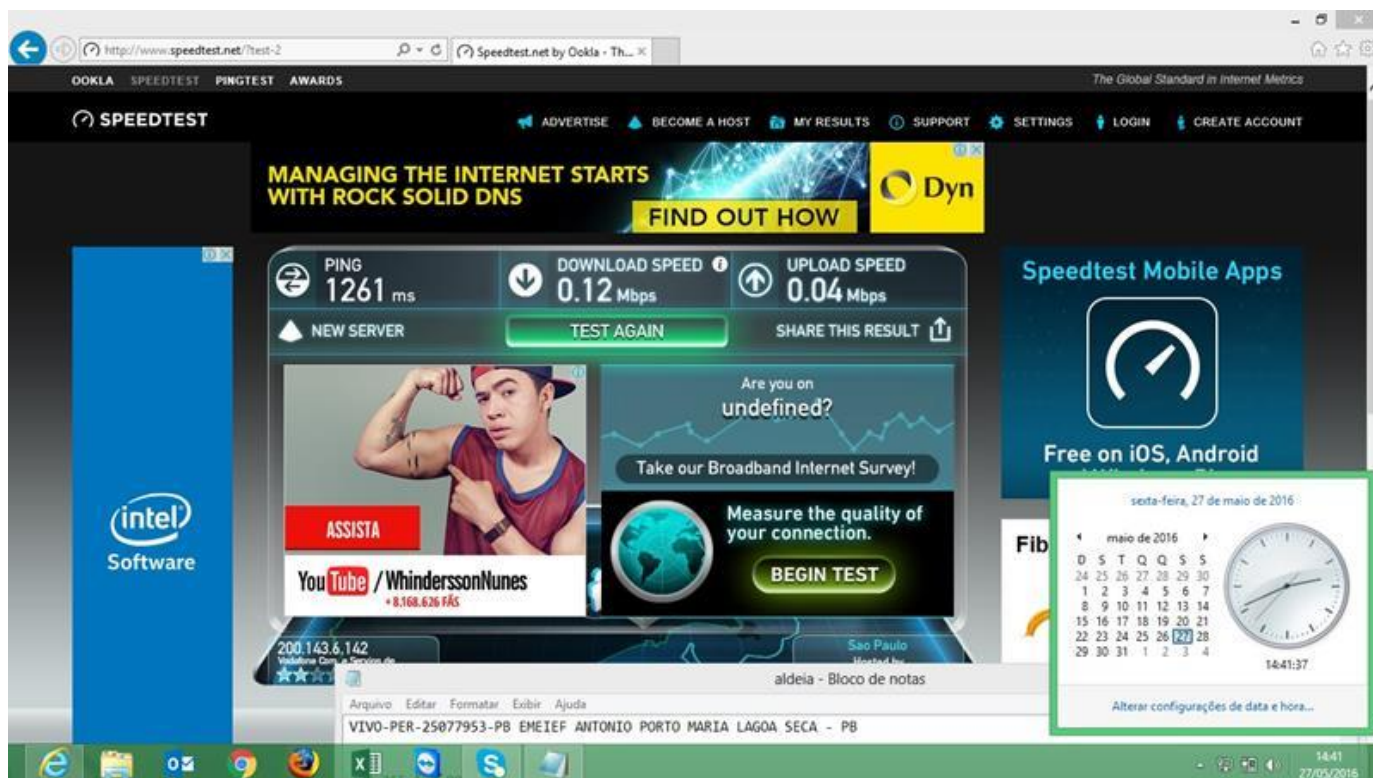 http://www.speedtest.net/?test-2
Speedtest.net by Ookla - Th...
OOKLA SPEEDTEST PINGTEST AWARDS
The Global Standard in Internet Metrics
SPEEDTEST
ADVERTISE BECOME A HOST MY RESULTS SUPPORT SETTINGS LOGIN CREATE ACCOUNT
MANAGING THE INTERNET STARTS
WITH ROCK SOLID DNS
FIND OUT HOW
Dyn
PING
1261 ms
DOWNLOAD SPEED
0.12 Mbps
UPLOAD SPEED
0.04 Mbps
NEW SERVER
TEST AGAIN
SHARE THIS RESULT
intel
Software
ASSISTA
YouTube /WhinderssonNunes
+8.168.626 FÃS
Are you on
undefined?
Take our Broadband Internet Survey!
Measure the quality of
your connection.
BEGIN TEST
Speedtest Mobile Apps
Free on iOS, Android
Fib
200.143.6.142
Sao Paulo
Hosted by
sexta-feira, 27 de maio de 2016
maio de 2016
D S T Q Q S S
24 25 26 27 28 29 30
1 2 3 4 5 6 7
8 9 10 11 12 13 14
15 16 17 18 19 20 21
22 23 24 25 26 27 28
29 30 31 1 2 3 4
14:41:37
Alterar configurações de data e hora...
aldeia - Bloco de notas
Arquivo Editar Formatar Exibir Ajuda
VIVO-PER-25077953-PB EMEIEF ANTONIO PORTO MARIA LAGOA SECA - PB
14:41
27/05/2016